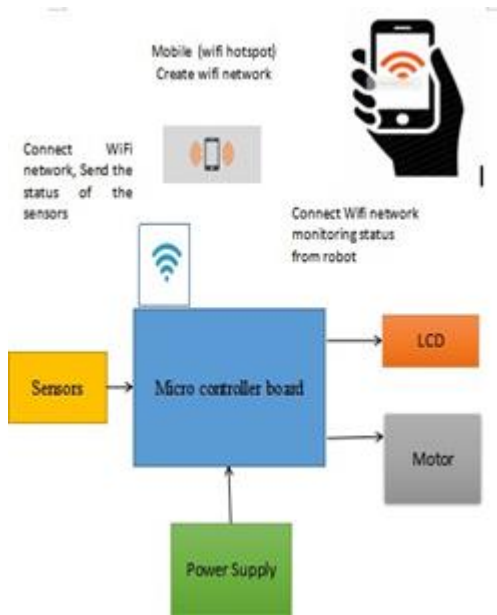 Mobile (wifi hotspot)
Create wifi network
Connect WiFi
network, Send the
status of the
sensors
Connect Wifi network
monitoring status
from robot
LCD
Sensors
Micro controller board
Motor
Power Supply